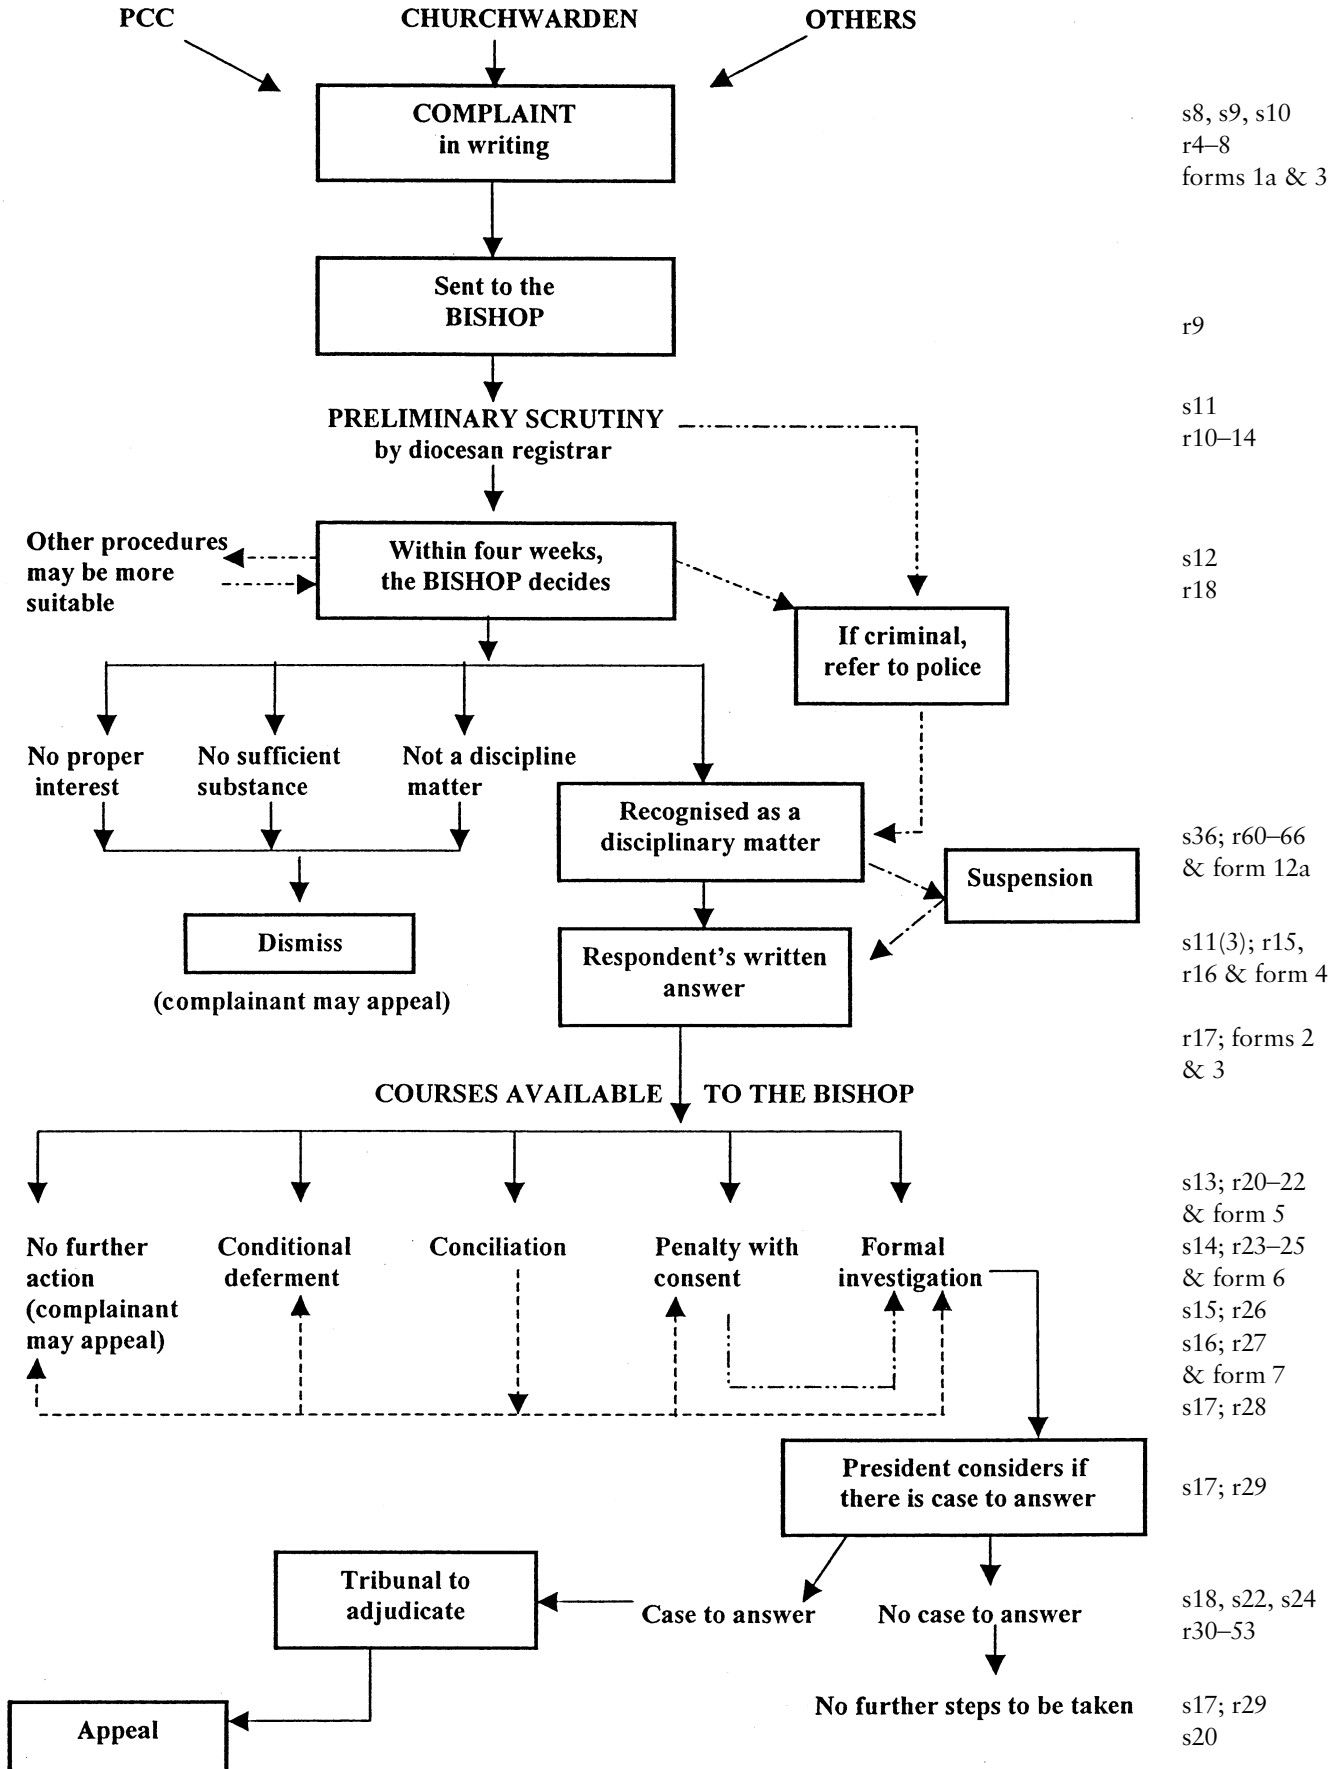 PCC
CHURCHWARDEN
OTHERS
COMPLAINT
in writing
s8, s9, s10
r4–8
forms 1a & 3
Sent to the
BISHOP
r9
PRELIMINARY SCRUTINY
by diocesan registrar
s11
r10–14
Other procedures
may be more
suitable
Within four weeks,
the BISHOP decides
s12
r18
If criminal,
refer to police
No proper
interest
No sufficient
substance
Not a discipline
matter
Recognised as a
disciplinary matter
s36; r60–66
& form 12a
Suspension
Dismiss
(complainant may appeal)
Respondent's written
answer
s11(3); r15,
r16 & form 4
r17; forms 2
& 3
COURSES AVAILABLE
TO THE BISHOP
No further
action
(complainant
may appeal)
Conditional
deferment
Conciliation
Penalty with
consent
Formal
investigation
s13; r20–22
& form 5
s14; r23–25
& form 6
s15; r26
s16; r27
& form 7
s17; r28
President considers if
there is case to answer
s17; r29
Tribunal to
adjudicate
Case to answer
No case to answer
s18, s22, s24
r30–53
No further steps to be taken
s17; r29
s20
Appeal